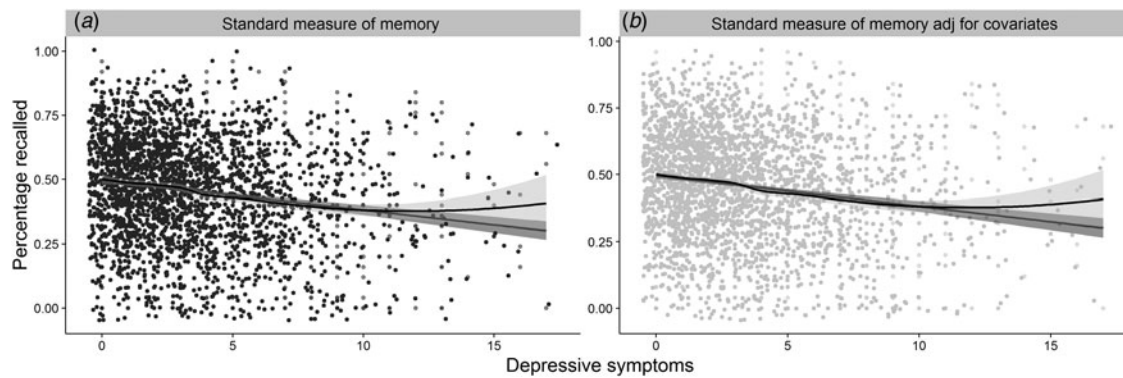 (a) Standard measure of memory
(b) Standard measure of memory adj for covariates
Percentage recalled
1.00
0.75
0.50
0.25
0.00
0 5 10 15
1.00
0.75
0.50
0.25
0.00
0 5 10 15
Depressive symptoms